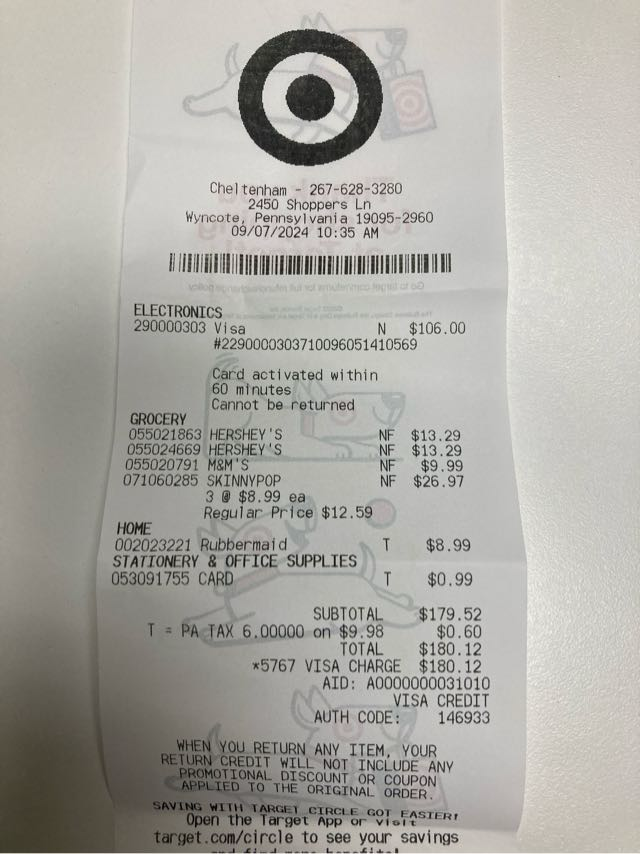 Cheltenham - 267-628-3280
2450 Shoppers Ln
Wyncote, Pennsylvania 19095-2960
09/07/2024 10:35 AM
ELECTRONICS
290000303 Visa N $106.00
#2290000303710096051410569
Card activated within
60 minutes
Cannot be returned
GROCERY
055021863 HERSHEY'S NF $13.29
055024669 HERSHEY'S NF $13.29
055020791 M&M'S NF $9.99
071060285 SKINNYPOP NF $26.97
3 @ $8.99 ea
Regular Price $12.59
HOME
002023221 Rubbermaid T $8.99
STATIONERY & OFFICE SUPPLIES
053091755 CARD T $0.99
SUBTOTAL $179.52
T = PA TAX 6.00000 on $9.98 $0.60
TOTAL $180.12
*5767 VISA CHARGE $180.12
AID: A0000000031010
VISA CREDIT
AUTH CODE: 146933
WHEN YOU RETURN ANY ITEM, YOUR
RETURN CREDIT WILL NOT INCLUDE ANY
PROMOTIONAL DISCOUNT OR COUPON
APPLIED TO THE ORIGINAL ORDER.
SAVING WITH TARGET CIRCLE GOT EASIER!
Open the Target App or visit
target.com/circle to see your savings